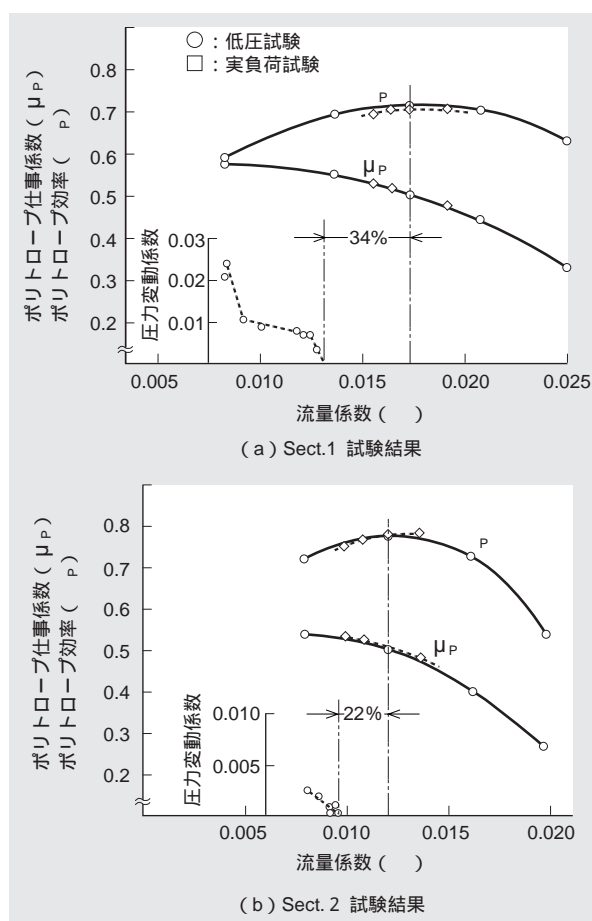 ○：低圧試験
□：実負荷試験
ポリトロープ仕事係数（μP）
ポリトロープ効率（ P）
0.8
0.7
0.6
0.5
0.4
0.3
0.2
P
μP
34%
圧力変動係数
0.03
0.02
0.01
0.005 0.010 0.015 0.020 0.025
流量係数（ ）
（a）Sect.1 試験結果
ポリトロープ仕事係数（μP）
ポリトロープ効率（ P）
0.8
0.7
0.6
0.5
0.4
0.3
0.2
P
μP
22%
圧力変動係数
0.010
0.005
0.005 0.010 0.015 0.020
流量係数（ ）
（b）Sect. 2 試験結果